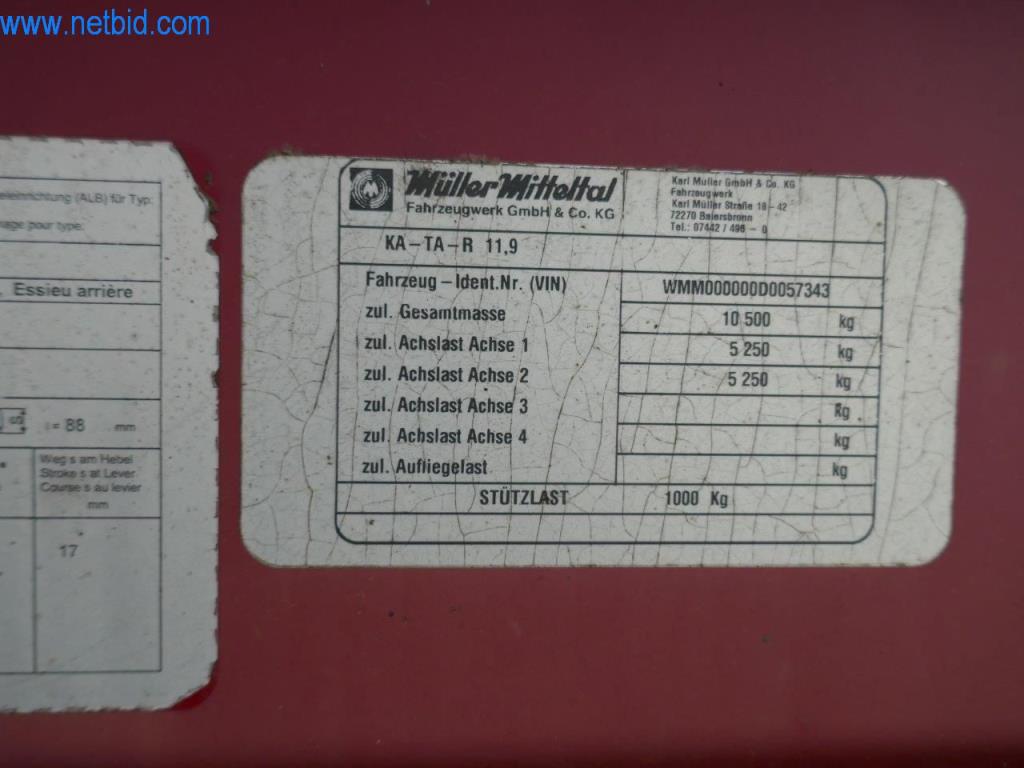 www.netbid.com
eleinrichtung (ALB) für Typ:
nage pour type:
Essieu arrière
i = 88 mm
Weg s am Hebel
Stroke s at Lever
Course s au levier
mm
17
Müller Mitteltal
Fahrzeugwerk GmbH & Co. KG
Karl Müller GmbH & Co. KG
Fahrzeugwerk
Karl Müller Straße 18 - 42
72270 Baiersbronn
Tel.: 07442 / 496 - 0
KA-TA-R 11,9
Fahrzeug - Ident.Nr. (VIN) WMM000000D0057343
zul. Gesamtmasse 10 500 kg
zul. Achslast Achse 1 5 250 kg
zul. Achslast Achse 2 5 250 kg
zul. Achslast Achse 3 kg
zul. Achslast Achse 4 kg
zul. Aufliegelast kg
STÜTZLAST 1000 Kg